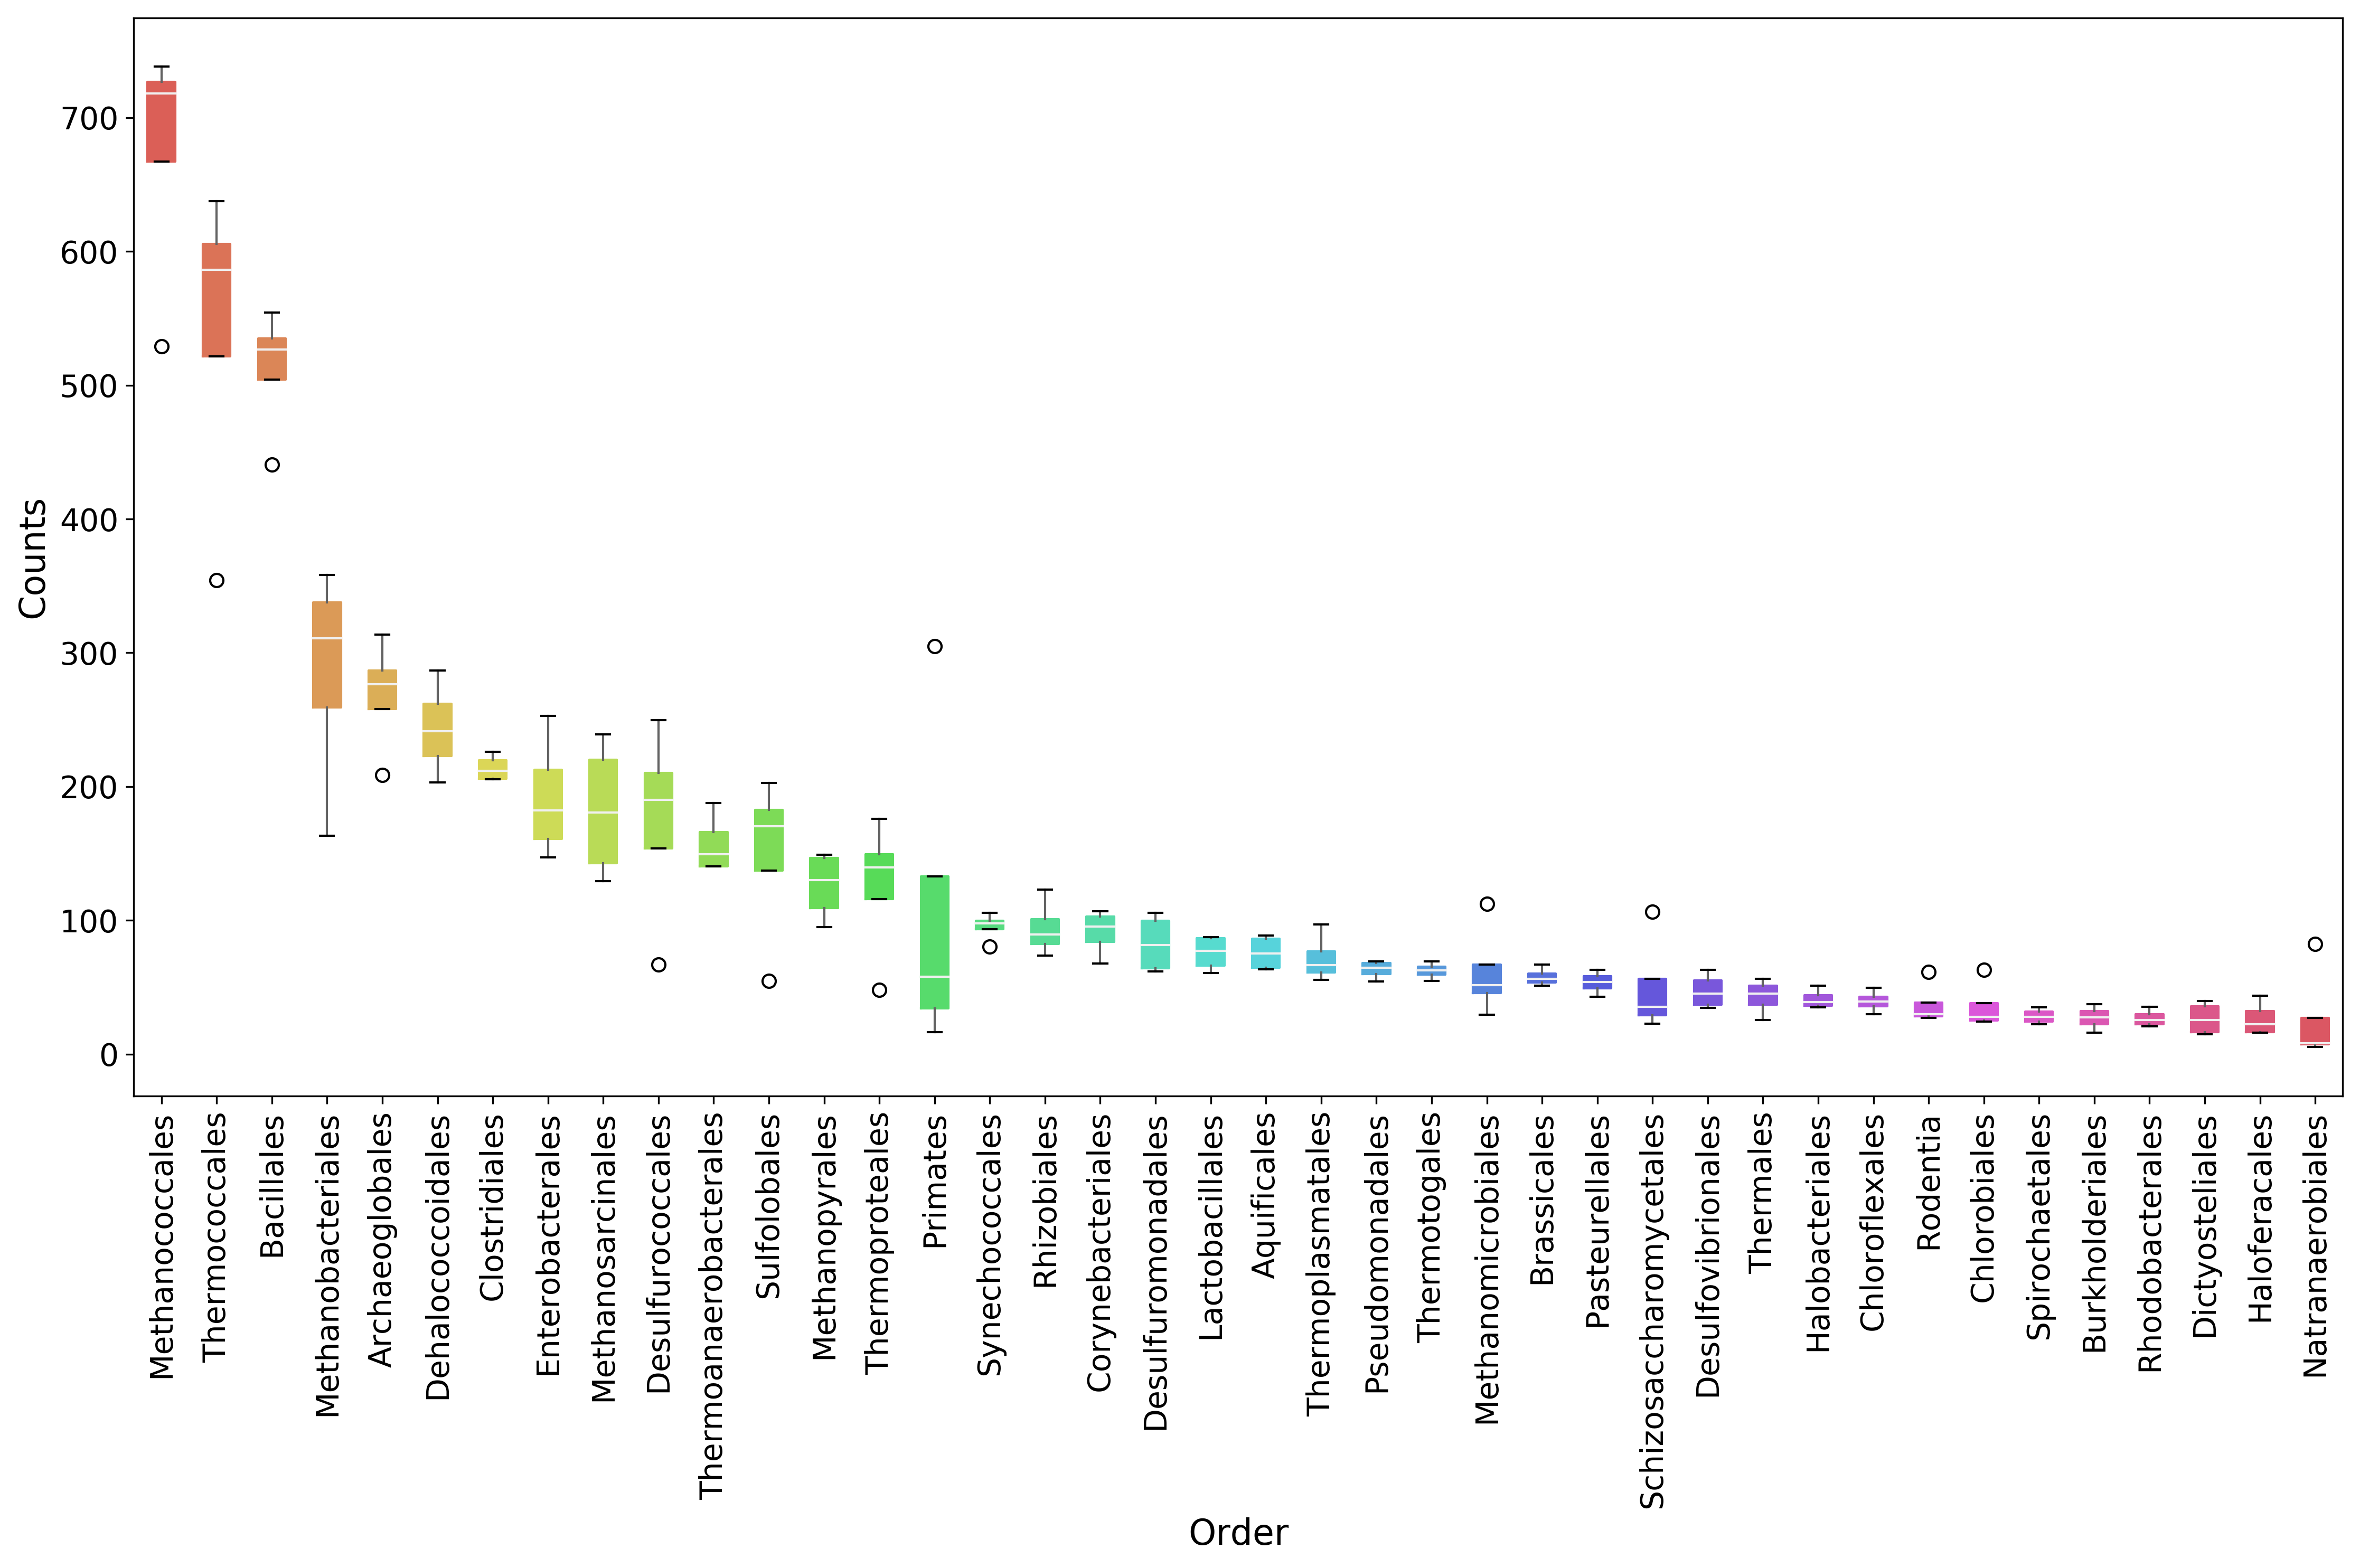 Counts
700
600
500
400
300
200
100
0
Methanococcales
Thermococcales
Bacillales
Methanobacteriales
Archaeoglobales
Dehalococcoidales
Clostridiales
Enterobacterales
Methanosarcinales
Desulfurococcales
Thermoanaerobacterales
Sulfolobales
Methanopyrales
Thermoproteales
Primates
Synechococcales
Rhizobiales
Corynebacteriales
Desulfuromonadales
Lactobacillales
Aquificales
Thermoplasmatales
Pseudomonadales
Thermotogales
Methanomicrobiales
Brassicales
Pasteurellales
Schizosaccharomycetales
Desulfovibrionales
Thermales
Halobacteriales
Chloroflexales
Rodentia
Chlorobiales
Spirochaetales
Burkholderiales
Rhodobacterales
Dictyosteliales
Haloferacales
Natranaerobiales
Order